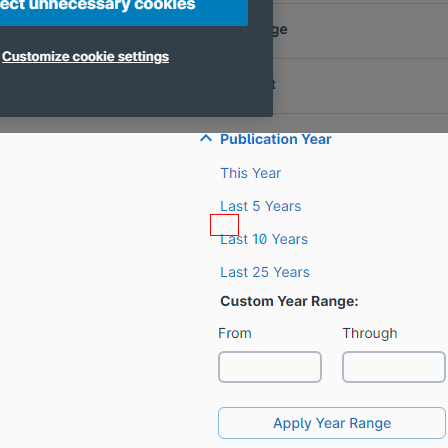 ect unnecessary cookies
Customize cookie settings
ge
t
Publication Year
This Year
Last 5 Years
Last 10 Years
Last 25 Years
Custom Year Range:
From
Through
Apply Year Range